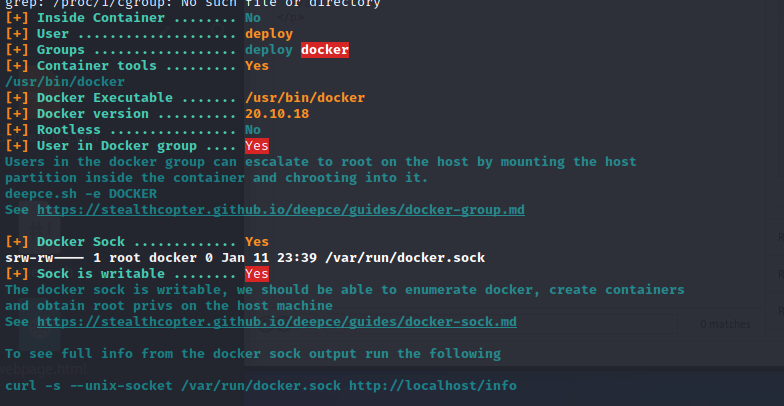 grep: /proc/1/cgroup: No such file or directory
[+] Inside Container ........ No
[+] User .................... deploy
[+] Groups .................. deploy docker
[+] Container tools ......... Yes
/usr/bin/docker
[+] Docker Executable ....... /usr/bin/docker
[+] Docker version .......... 20.10.18
[+] Rootless ................ No
[+] User in Docker group .... Yes
Users in the docker group can escalate to root on the host by mounting the host
partition inside the container and chrooting into it.
deepce.sh -e DOCKER
See https://stealthcopter.github.io/deepce/guides/docker-group.md
[+] Docker Sock ............. Yes
srw-rw---- 1 root docker 0 Jan 11 23:39 /var/run/docker.sock
[+] Sock is writable ........ Yes
The docker sock is writable, we should be able to enumerate docker, create containers
and obtain root privs on the host machine
See https://stealthcopter.github.io/deepce/guides/docker-sock.md
0 matches
To see full info from the docker sock output run the following
webpage.html
curl -s --unix-socket /var/run/docker.sock http://localhost/info